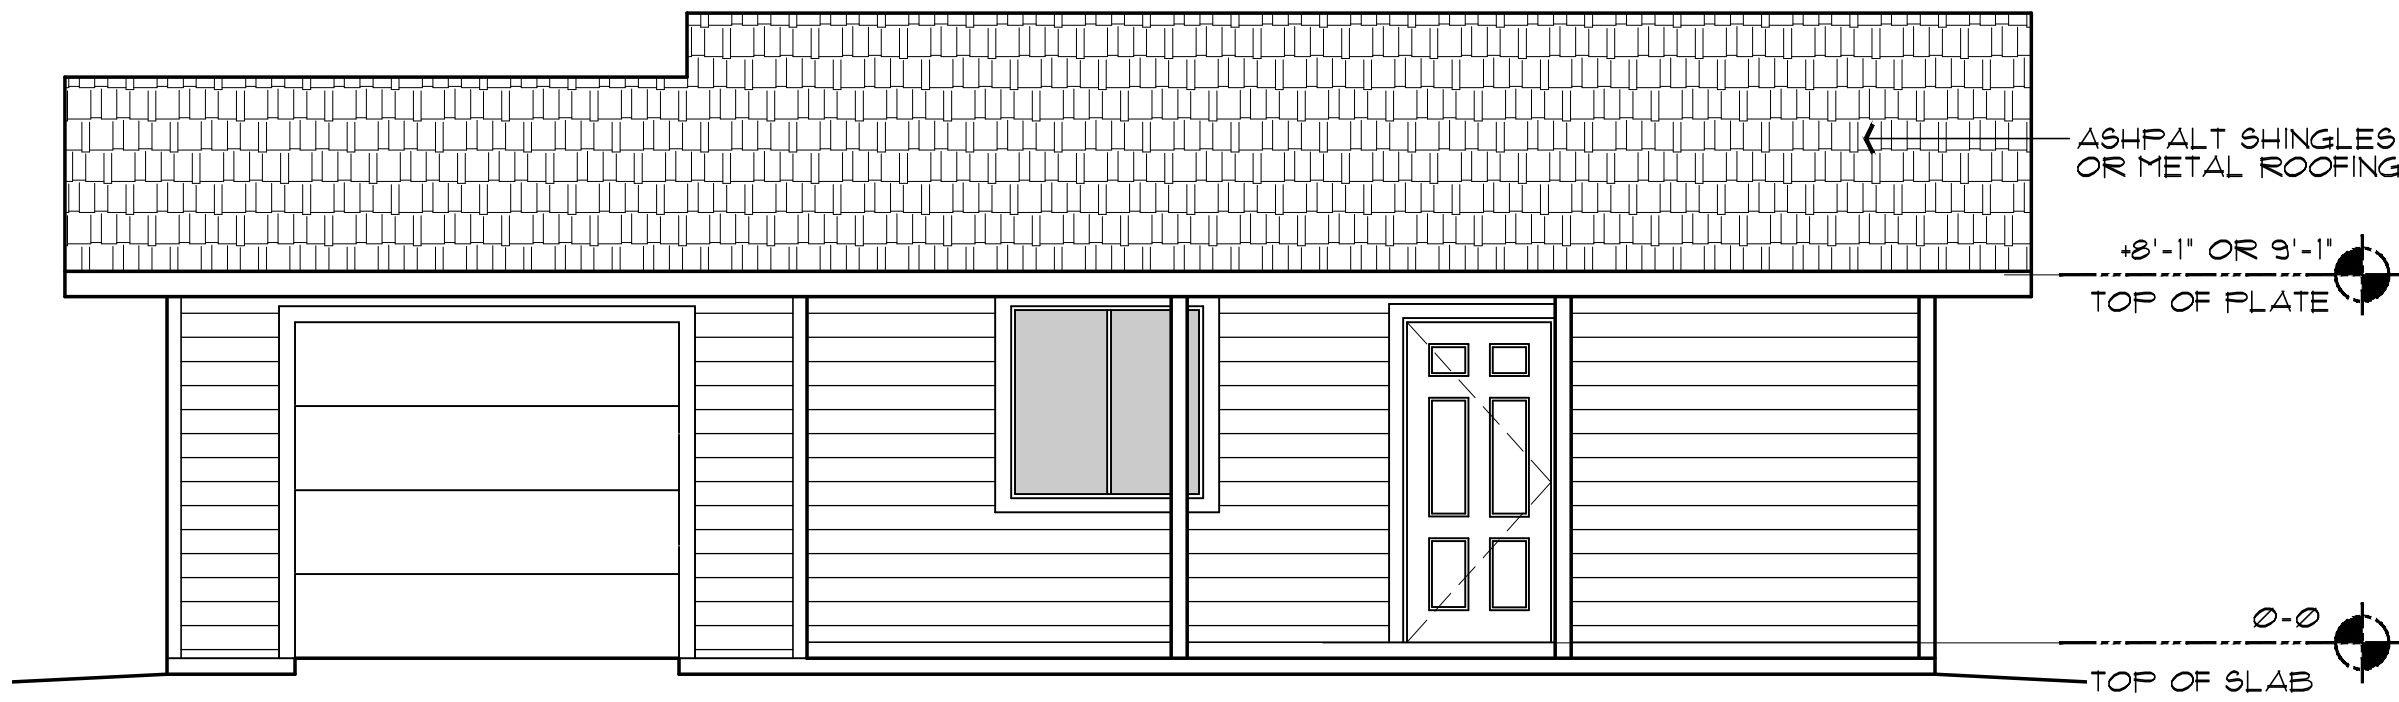 ASHPALT SHINGLES
OR METAL ROOFING
+8'-1" OR 9'-1"
TOP OF PLATE
0-0
TOP OF SLAB